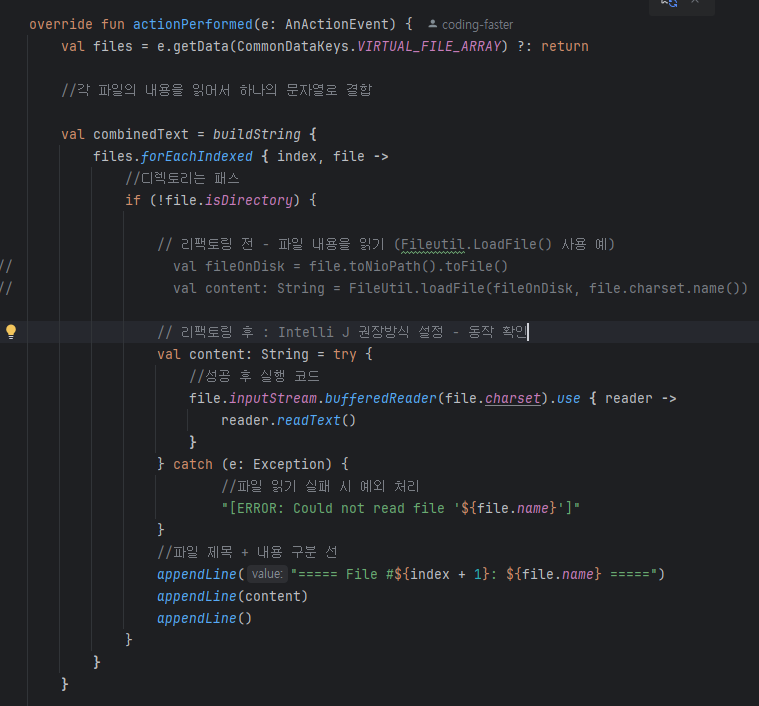 override fun actionPerformed(e: AnActionEvent) { coding-faster
val files = e.getData(CommonDataKeys.VIRTUAL_FILE_ARRAY) ?: return
//각 파일의 내용을 읽어서 하나의 문자열로 결합
val combinedText = buildString {
files.forEachIndexed { index, file ->
//디렉토리는 패스
if (!file.isDirectory) {
// 리팩토링 전 - 파일 내용을 읽기 (Fileutil.LoadFile() 사용 예)
// val fileOnDisk = file.toNioPath().toFile()
// val content: String = FileUtil.loadFile(fileOnDisk, file.charset.name())
// 리팩토링 후 : Intelli J 권장방식 설정 - 동작 확인
val content: String = try {
//성공 후 실행 코드
file.inputStream.bufferedReader(file.charset).use { reader ->
reader.readText()
}
} catch (e: Exception) {
//파일 읽기 실패 시 예외 처리
"[ERROR: Could not read file '${file.name}']"
}
//파일 제목 + 내용 구분 선
appendLine( value: "===== File #${index + 1}: ${file.name} =====")
appendLine(content)
appendLine()
}
}
}